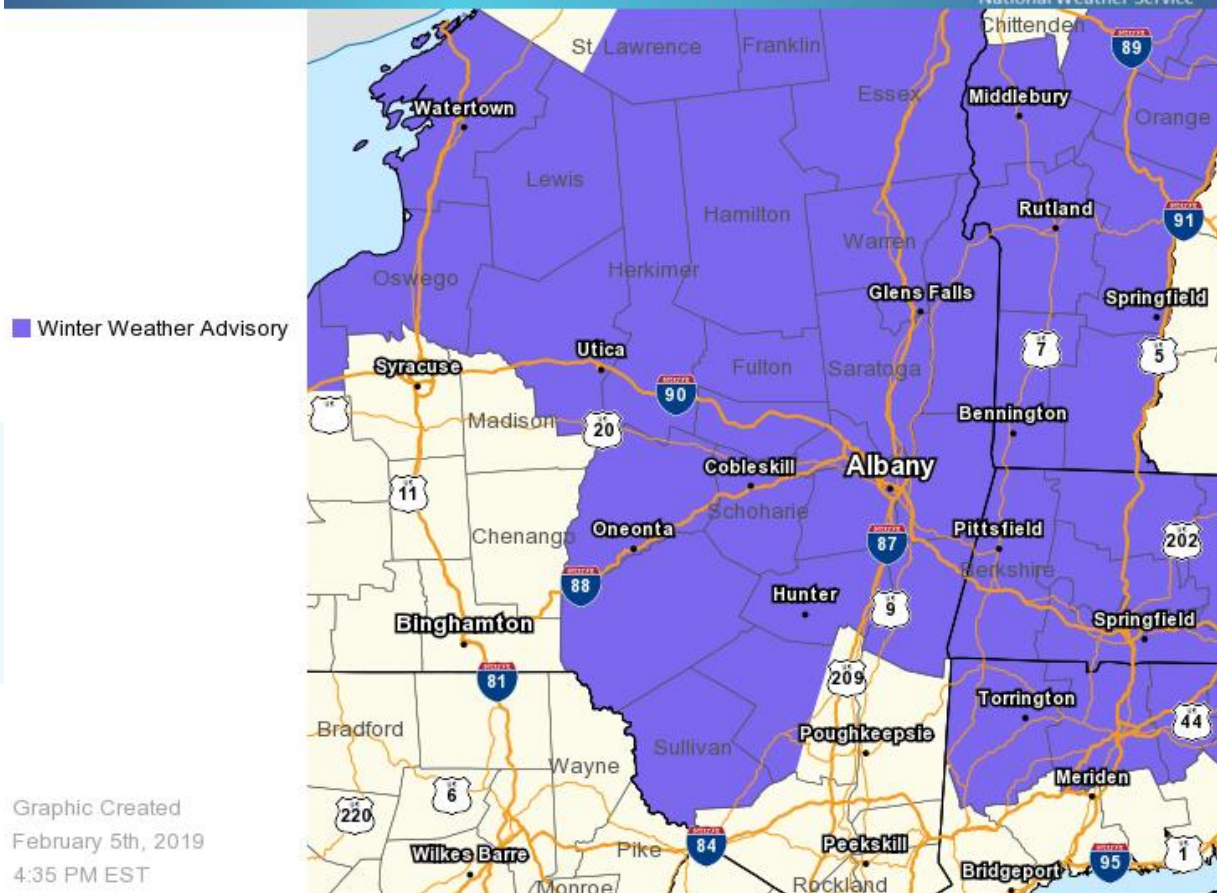 National Weather Service
Chittenden
St. Lawrence
Franklin
89
Essex
Middlebury
Watertown
Orange
Lewis
Rutland
Hamilton
91
Warren
Oswego
Herkimer
Glens Falls
Springfield
Winter Weather Advisory
Utica
7
5
Syracuse
Fulton
Saratoga
90
Madison
20
Bennington
Cobleskill
Albany
11
Schoharie
Chenango
Oneonta
Pittsfield
87
202
Berkshire
88
Hunter
9
Binghamton
Springfield
81
209
Torrington
44
Bradford
Sullivan
Poughkeepsie
Wayne
Meriden
6
220
Graphic Created
February 5th, 2019
4:35 PM EST
84
Pike
Peekskill
Wilkes Barre
95
1
Bridgeport
Monroe
Rockland